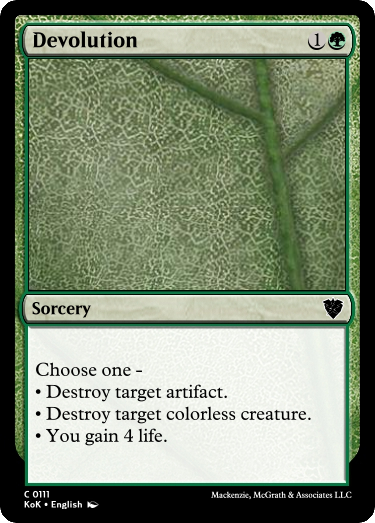 Devolution 1
Sorcery
Choose one -
• Destroy target artifact.
• Destroy target colorless creature.
• You gain 4 life.
C 0111
KoK • English
Mackenzie, McGrath & Associates LLC